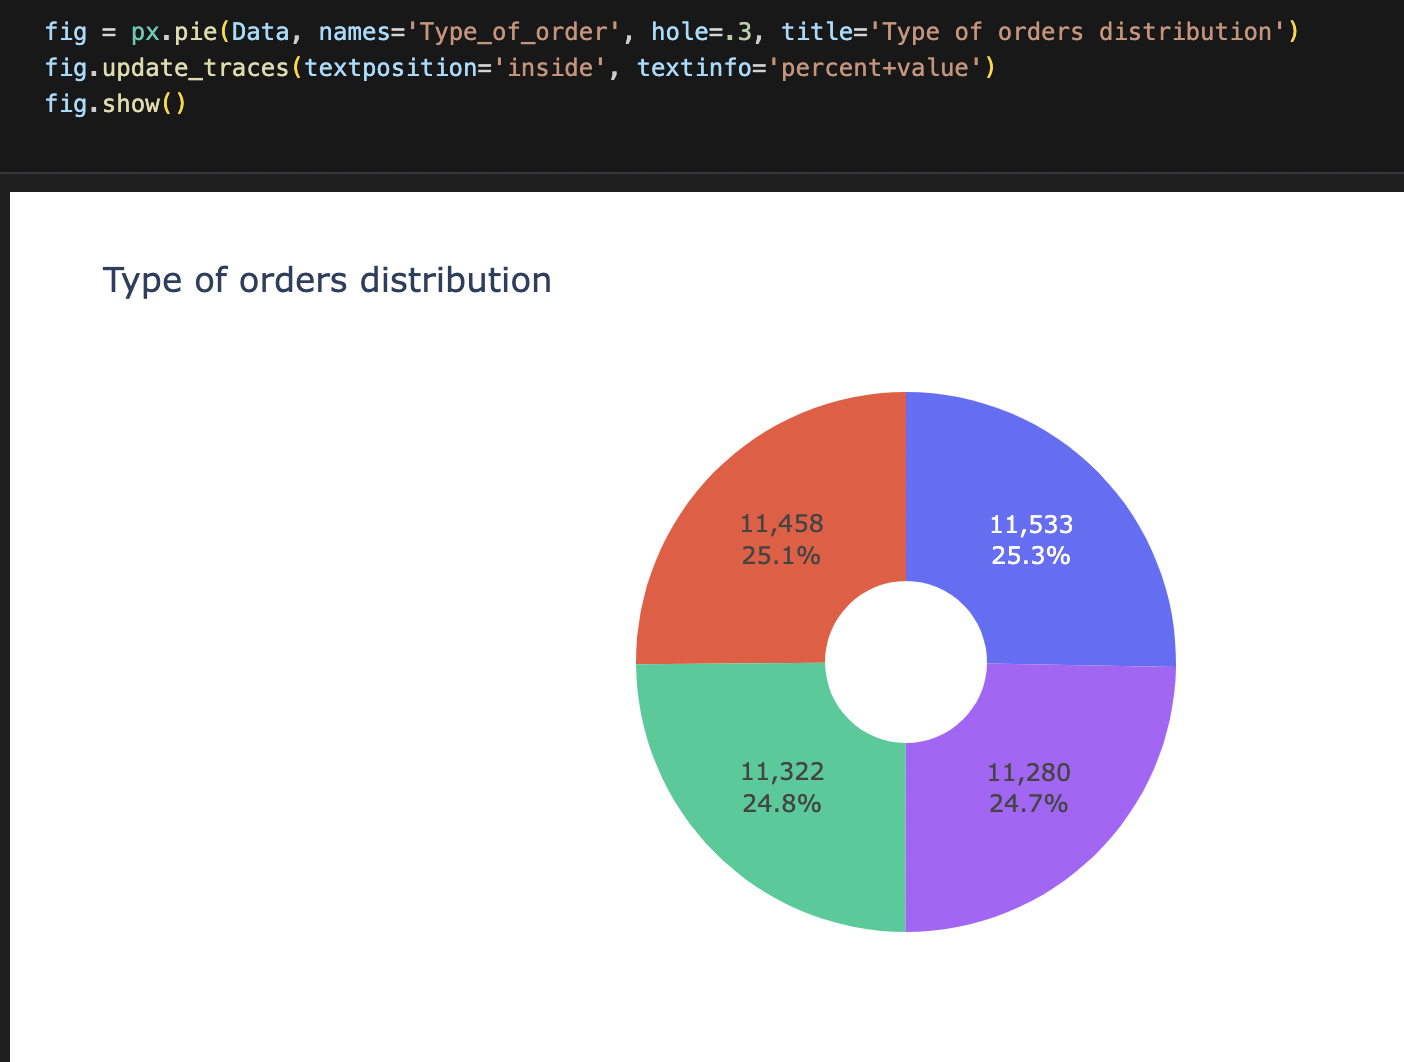 fig = px.pie(Data, names='Type_of_order', hole=.3, title='Type of orders distribution')
fig.update_traces(textposition='inside', textinfo='percent+value')
fig.show()
Type of orders distribution
11,458
25.1%
11,533
25.3%
11,322
24.8%
11,280
24.7%